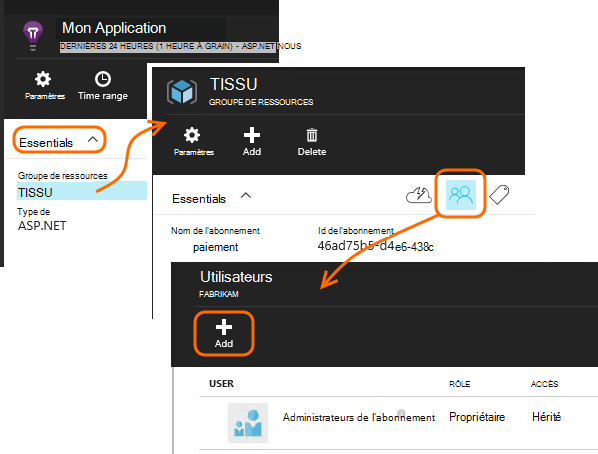 Mon Application
DERNIÈRES 24 HEURES (1 HEURE À GRAIN) - ASP.NET NOUS
Paramètres
Time range
Essentials
Groupe de ressources
TISSU
Type de
ASP.NET
TISSU
GROUPE DE RESSOURCES
Paramètres
Add
Delete
Essentials
Nom de l'abonnement
Id de l'abonnement
paiement
46ad75b5-d4e6-438c
Utilisateurs
FABRIKAM
Add
USER
RÔLE
ACCÈS
Administrateurs de l'abonnement
Propriétaire
Hérité